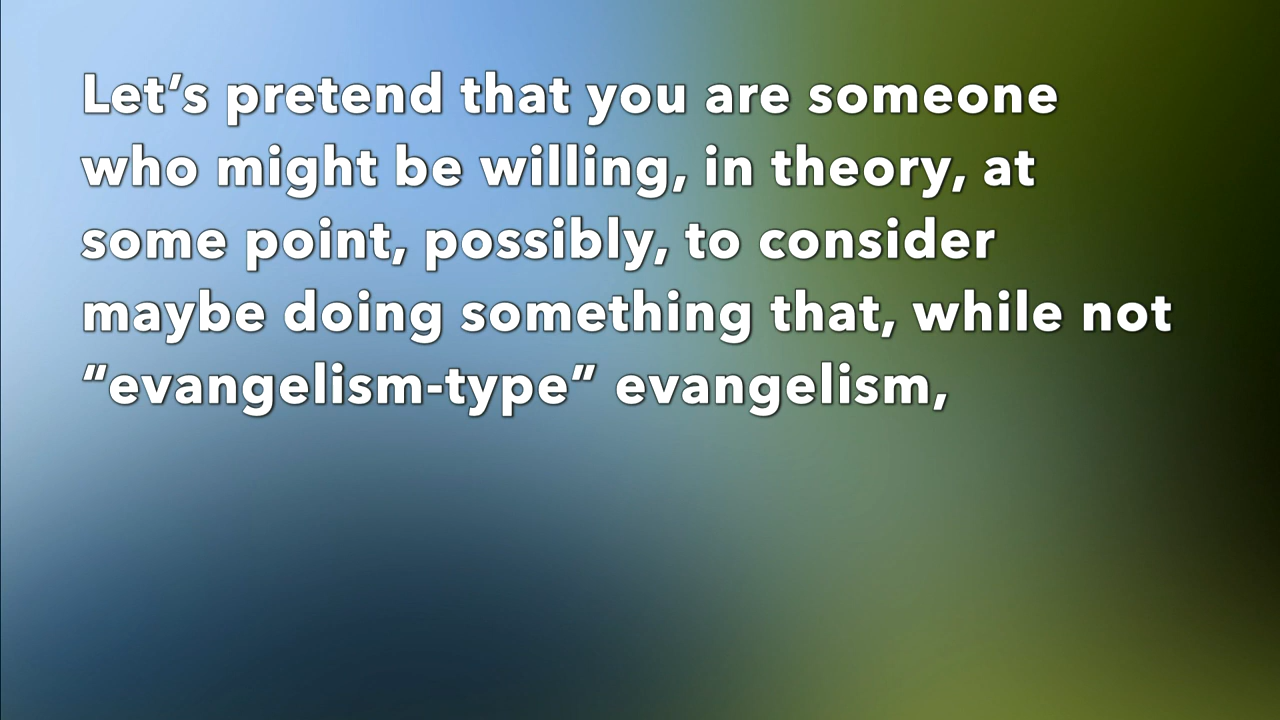 Let’s pretend that you are someone
who might be willing, in theory, at
some point, possibly, to consider
maybe doing something that, while not
“evangelism-type” evangelism,